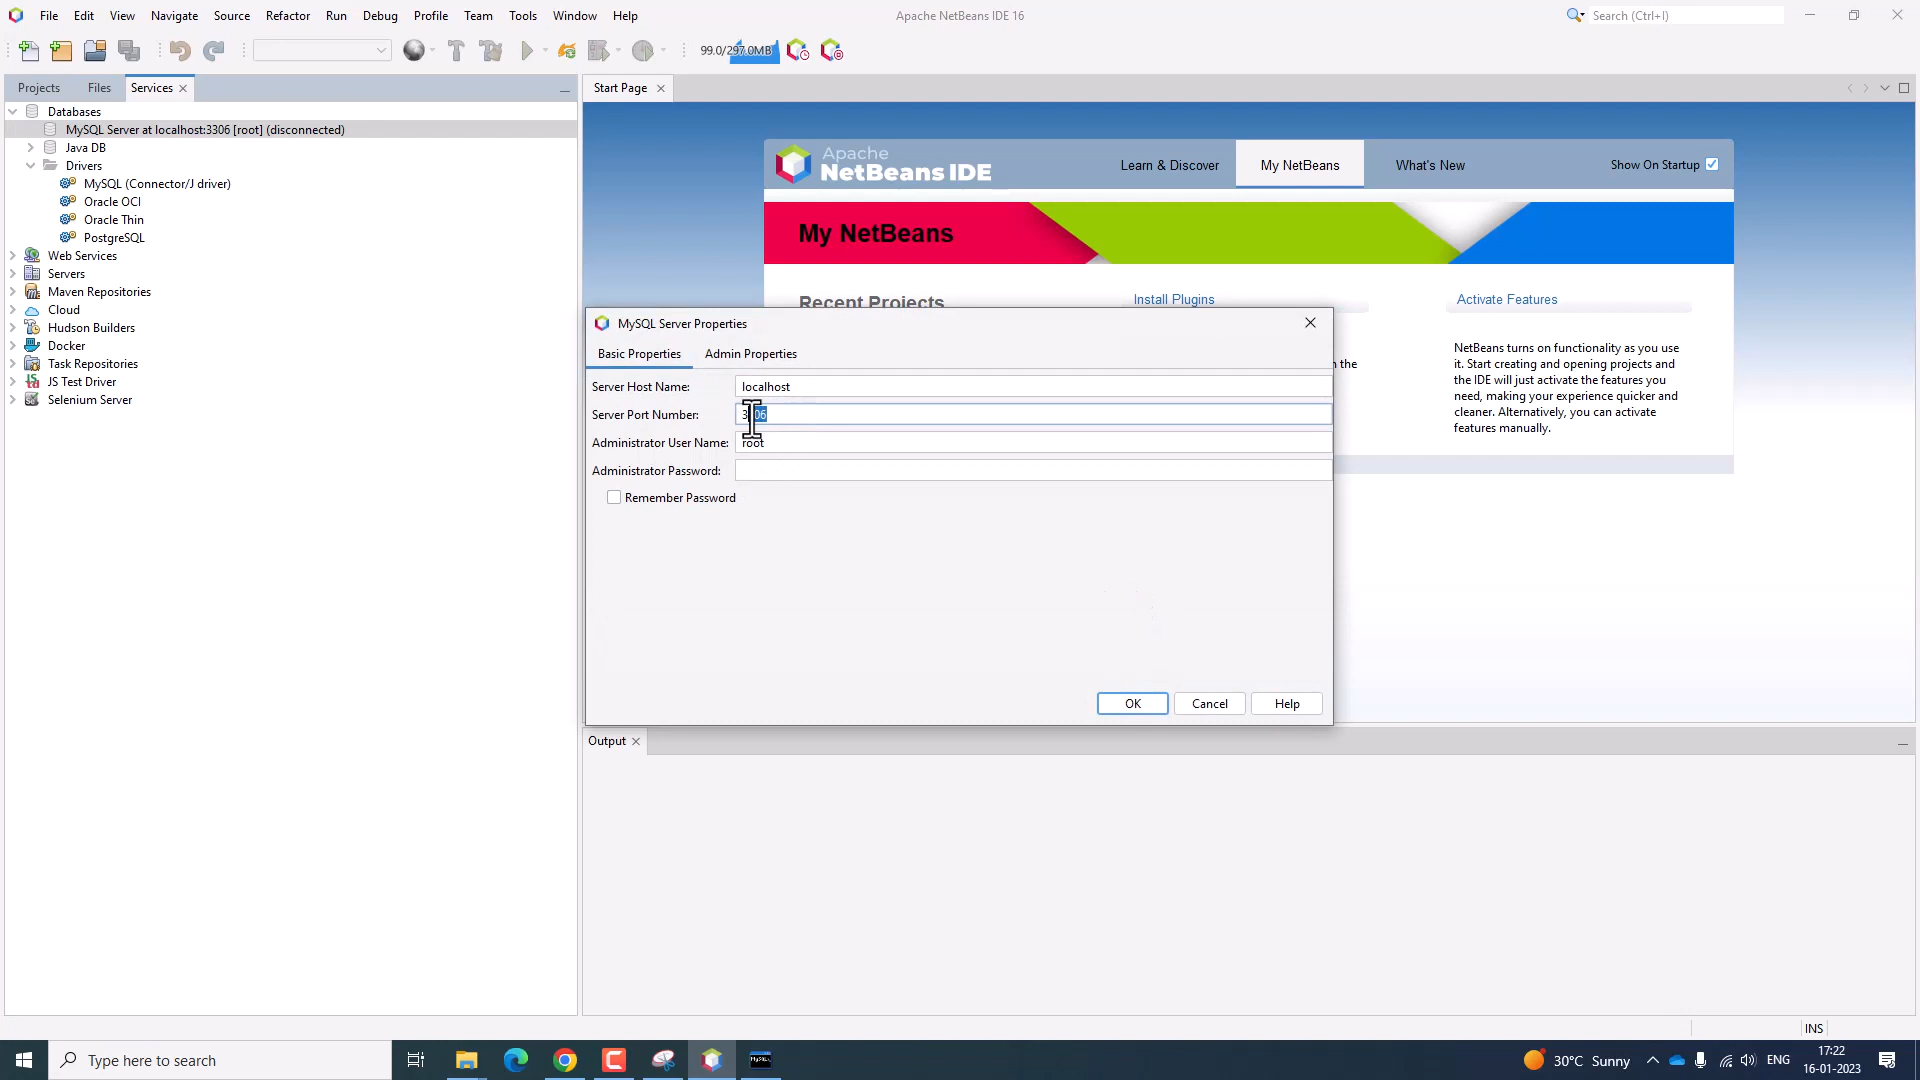 File Edit View Navigate Source Refactor Run Debug Profile Team Tools Window Help
Apache NetBeans IDE 16
Search (Ctrl+I)
99.0/297.0MB
Projects Files Services
Start Page
Databases
MySQL Server at localhost:3306 [root] (disconnected)
Java DB
Drivers
MySQL (Connector/J driver)
Oracle OCI
Oracle Thin
PostgreSQL
Web Services
Servers
Maven Repositories
Cloud
Hudson Builders
Docker
Task Repositories
JS Test Driver
Selenium Server
Apache
NetBeans IDE
Learn & Discover My NetBeans What's New Show On Startup
My NetBeans
Recent Projects
Install Plugins
Activate Features
n the
NetBeans turns on functionality as you use
it. Start creating and opening projects and
the IDE will just activate the features you
need, making your experience quicker and
cleaner. Alternatively, you can activate
features manually.
MySQL Server Properties
Basic Properties Admin Properties
Server Host Name: localhost
Server Port Number: 3306
Administrator User Name: root
Administrator Password:
Remember Password
OK Cancel Help
Output
INS
Type here to search
MySQL
30°C Sunny
ENG
17:22
16-01-2023